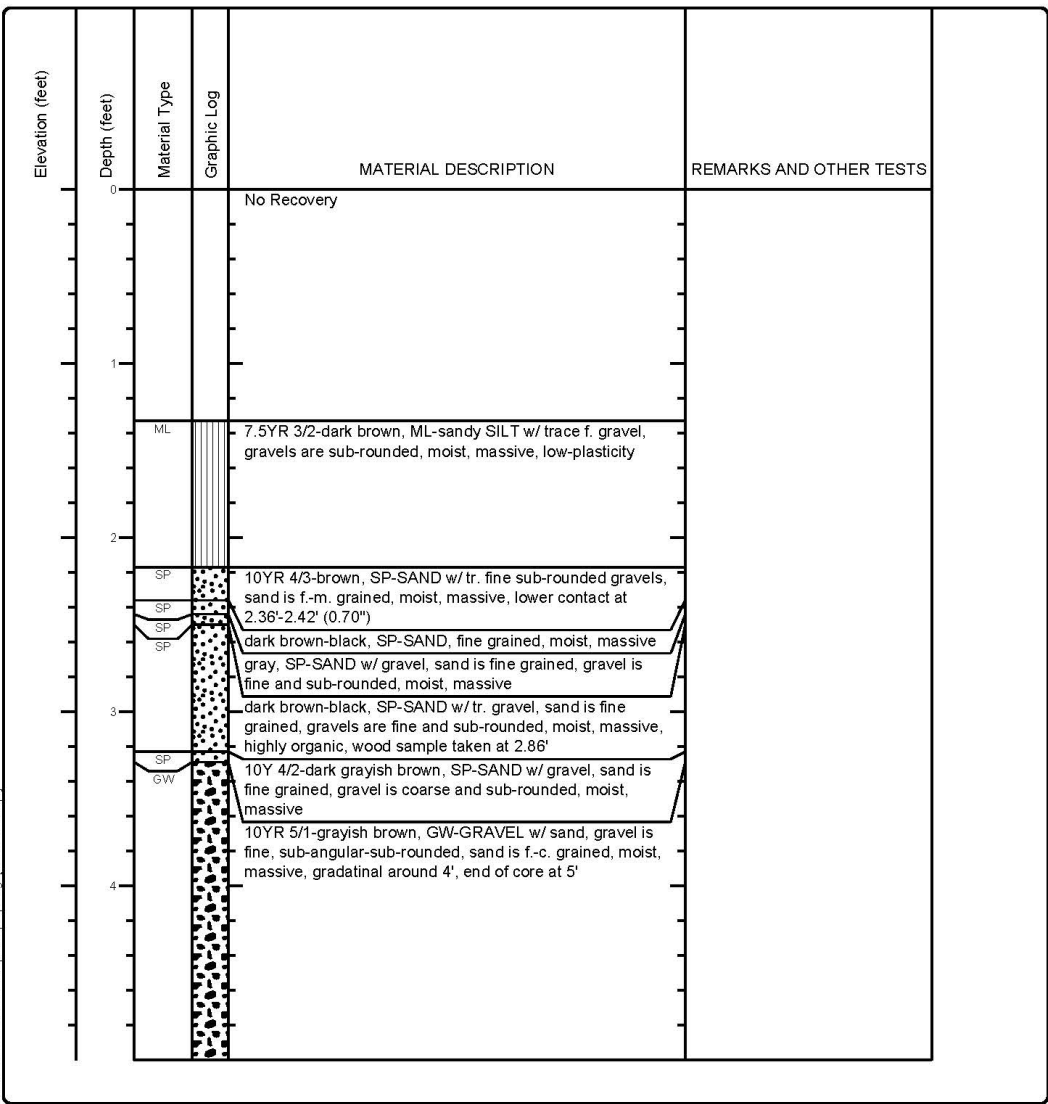 Elevation (feet)
Depth (feet)
Material Type
Graphic Log
MATERIAL DESCRIPTION
REMARKS AND OTHER TESTS
0
No Recovery
1
ML
7.5YR 3/2-dark brown, ML-sandy SILT w/ trace f. gravel,
gravels are sub-rounded, moist, massive, low-plasticity
2
SP
10YR 4/3-brown, SP-SAND w/ tr. fine sub-rounded gravels,
sand is f.-m. grained, moist, massive, lower contact at
2.36'-2.42' (0.70")
SP
dark brown-black, SP-SAND, fine grained, moist, massive
SP
gray, SP-SAND w/ gravel, sand is fine grained, gravel is
fine and sub-rounded, moist, massive
SP
dark brown-black, SP-SAND w/ tr. gravel, sand is fine
grained, gravels are fine and sub-rounded, moist, massive,
highly organic, wood sample taken at 2.86'
3
SP
10Y 4/2-dark grayish brown, SP-SAND w/ gravel, sand is
fine grained, gravel is coarse and sub-rounded, moist,
massive
GW
10YR 5/1-grayish brown, GW-GRAVEL w/ sand, gravel is
fine, sub-angular-sub-rounded, sand is f.-c. grained, moist,
massive, gradatinal around 4', end of core at 5'
4